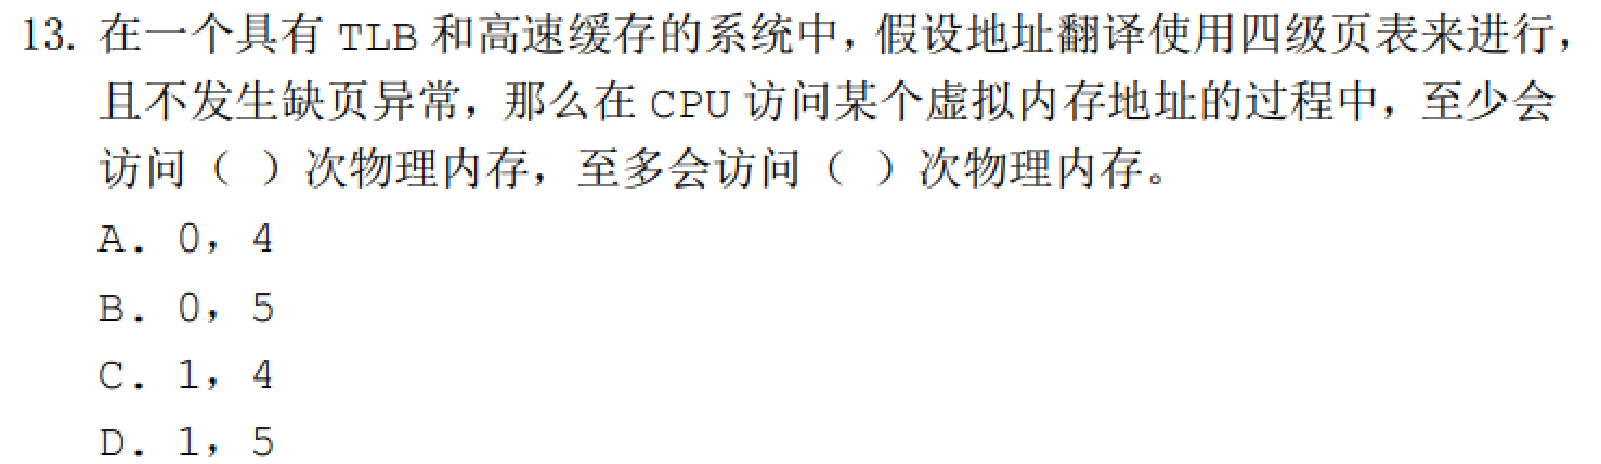 13. 在一个具有 TLB 和高速缓存的系统中，假设地址翻译使用四级页表来进行，
且不发生缺页异常，那么在 CPU 访问某个虚拟内存地址的过程中，至少会
访问（ ）次物理内存，至多会访问（ ）次物理内存。
A. 0，4
B. 0，5
C. 1，4
D. 1，5